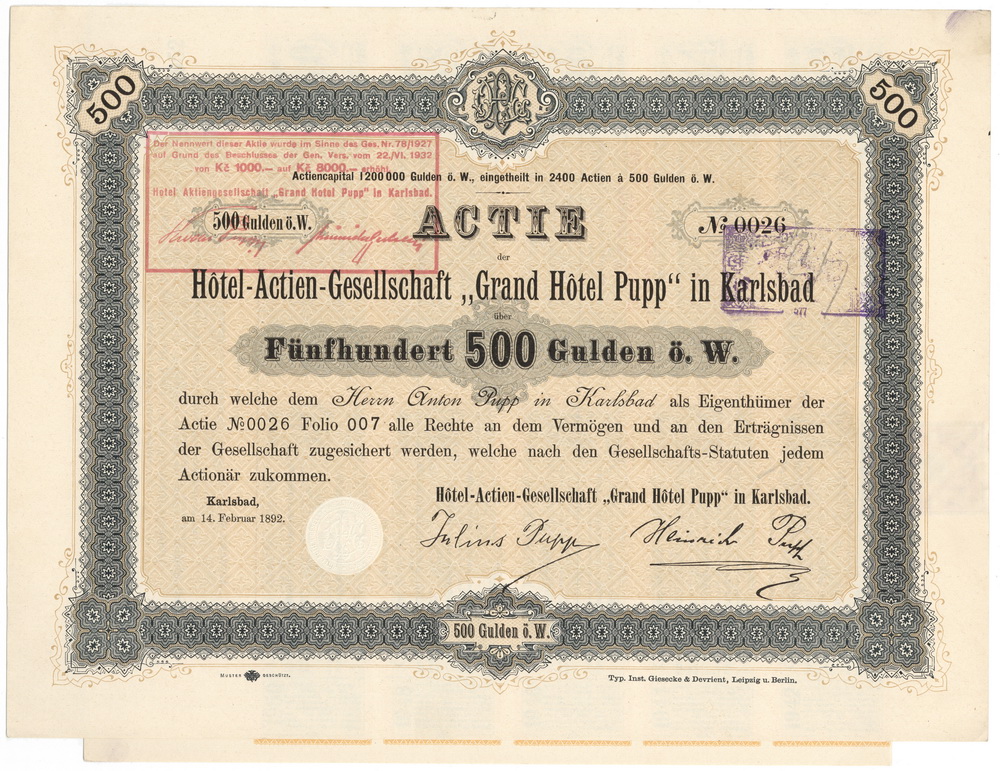 500
500
Der Nennwert dieser Aktie wurde im Sinne des Ges. Nr. 78/1927
auf Grund des Beschlusses der Gen. Vers. vom 22./VI. 1932
von Kč 1000.— auf Kč 8000.— erhöht.
Hotel Aktiengesellschaft „Grand Hotel Pupp" in Karlsbad.
Actiencapital 1200000 Gulden ö. W., eingetheilt in 2400 Actien à 500 Gulden ö. W.
500 Gulden ö. W.
ACTIE
№ 0026
der
Hôtel-Actien-Gesellschaft „Grand Hôtel Pupp" in Karlsbad
über
Fünfhundert 500 Gulden ö. W.
durch welche dem Herrn Anton Pupp in Karlsbad als Eigenthümer der
Actie №0026 Folio 007 alle Rechte an dem Vermögen und an den Erträgnissen
der Gesellschaft zugesichert werden, welche nach den Gesellschafts-Statuten jedem
Actionär zukommen.
Karlsbad,
am 14. Februar 1892.
Hôtel-Actien-Gesellschaft „Grand Hôtel Pupp" in Karlsbad.
Julius Pupp
Heinrich Pupp
500 Gulden ö. W.
Muster geschützt.
Typ. Inst. Giesecke & Devrient, Leipzig u. Berlin.